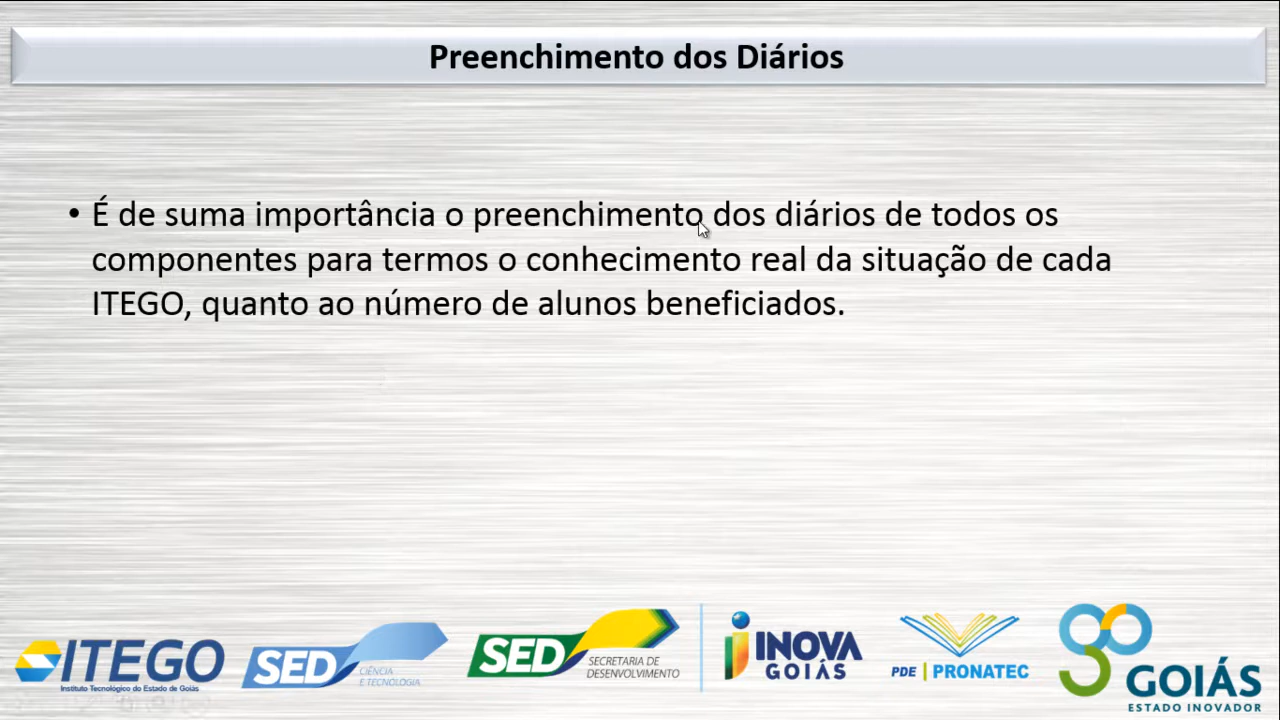 Preenchimento dos Diários
• É de suma importância o preenchimento dos diários de todos os
componentes para termos o conhecimento real da situação de cada
ITEGO, quanto ao número de alunos beneficiados.
ITEGO
Instituto Tecnológico do Estado de Goiás
SED
CIÊNCIA
E TECNOLOGIA
SED
SECRETARIA DE
DESENVOLVIMENTO
INOVA
GOIÁS
PDE | PRONATEC
GOIÁS
ESTADO INOVADOR